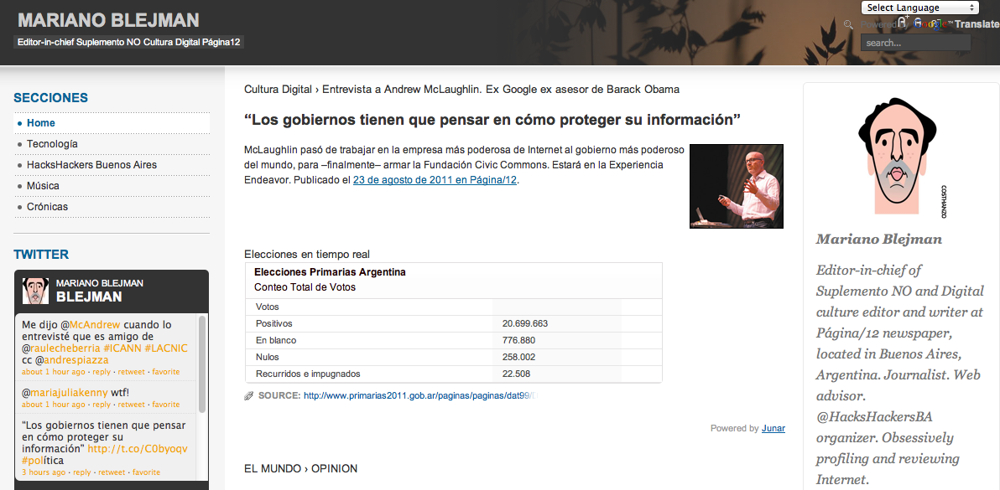 MARIANO BLEJMAN
Editor-in-chief Suplemento NO Cultura Digital Página12
Select Language
Powered by
Translate
search...
SECCIONES
Home
Tecnología
HacksHackers Buenos Aires
Música
Crónicas
TWITTER
MARIANO BLEJMAN
BLEJMAN
Me dijo @McAndrew cuando lo
entrevisté que es amigo de
@raulecheberria #ICANN #LACNIC
cc @andrespiazza
about 1 hour ago · reply · retweet · favorite
@mariajuliakenny wtf!
about 1 hour ago · reply · retweet · favorite
"Los gobiernos tienen que pensar
en cómo proteger su
información" http://t.co/C0byoqv
#política
3 hours ago · reply · retweet · favorite
Cultura Digital › Entrevista a Andrew McLaughlin. Ex Google ex asesor de Barack Obama
“Los gobiernos tienen que pensar en cómo proteger su información”
McLaughlin pasó de trabajar en la empresa más poderosa de Internet al gobierno más poderoso
del mundo, para –finalmente– armar la Fundación Civic Commons. Estará en la Experiencia
Endeavor. Publicado el 23 de agosto de 2011 en Página/12.
Elecciones en tiempo real
Elecciones Primarias Argentina
Conteo Total de Votos
Votos
Positivos 20.699.663
En blanco 776.880
Nulos 258.002
Recurridos e impugnados 22.508
SOURCE: http://www.primarias2011.gob.ar/paginas/paginas/dat99/
Powered by Junar
EL MUNDO › OPINION
COSTHANZO
Mariano Blejman
Editor-in-chief of
Suplemento NO and Digital
culture editor and writer at
Página/12 newspaper,
located in Buenos Aires,
Argentina. Journalist. Web
advisor.
@HacksHackersBA
organizer. Obsessively
profiling and reviewing
Internet.